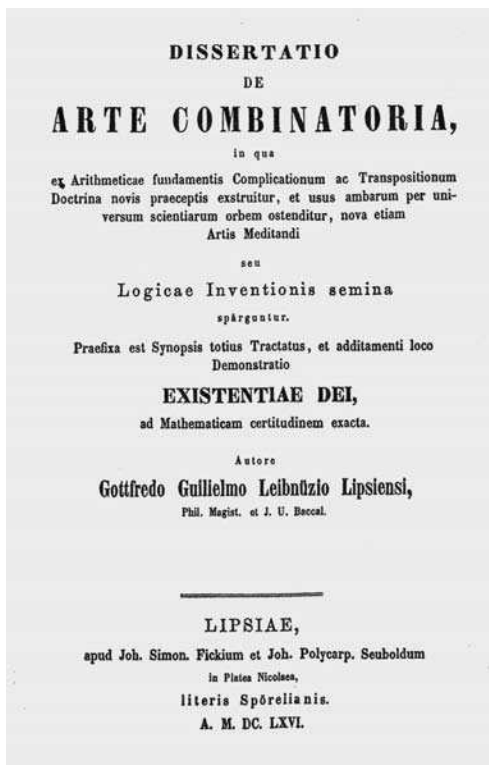 DISSERTATIO
DE
ARTE COMBINATORIA,
in qua
ex Arithmeticae fundamentis Complicationum ac Transpositionum
Doctrina novis praeceptis exstruitur, et usus ambarum per uni-
versum scientiarum orbem ostenditur, nova etiam
Artis Meditandi
seu
Logicae Inventionis semina
sparguntur.
Praefixa est Synopsis totius Tractatus, et additamenti loco
Demonstratio
EXISTENTIAE DEI,
ad Mathematicam certitudinem exacta.
Autore
Gottfredo Guilielmo Leibnüzio Lipsiensi,
Phil. Magist. et J. U. Baccal.
LIPSIAE,
apud Joh. Simon. Fickium et Joh. Polycarp. Seuboldum
in Platea Nicolaea,
literis Spörelianis.
A. M. DC. LXVI.